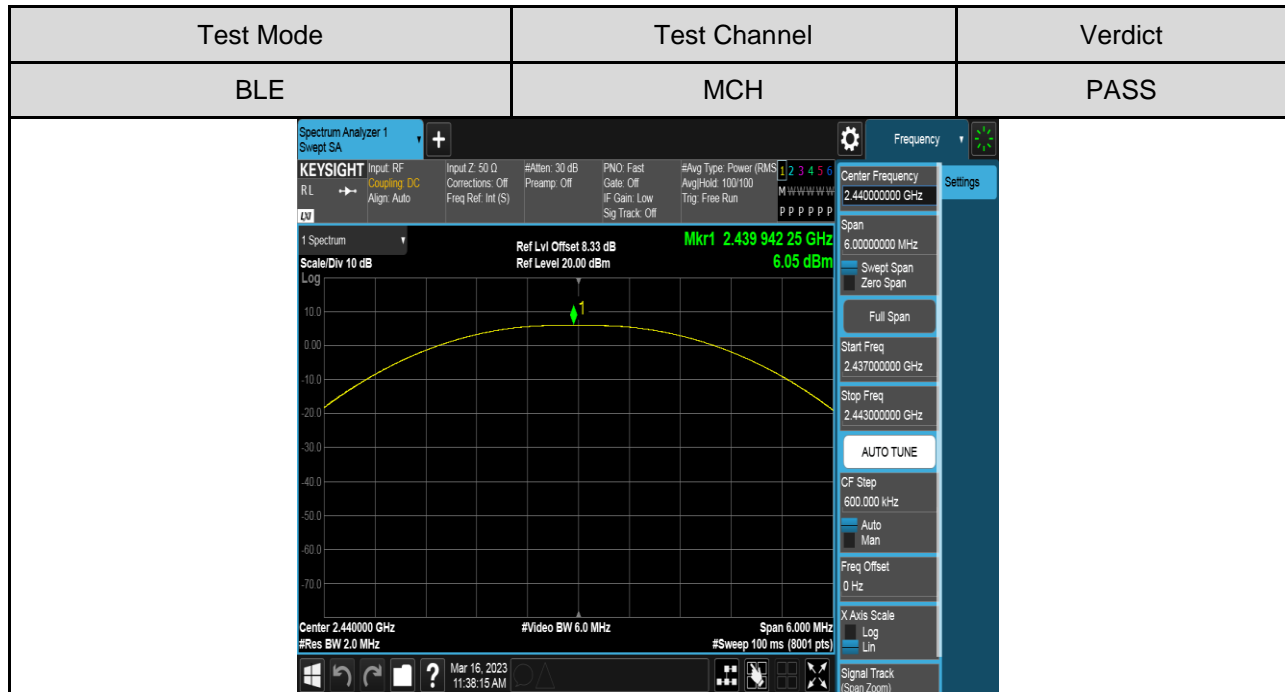 Test Mode Test Channel Verdict
BLE MCH PASS
Spectrum Analyzer 1
Swept SA
+
Frequency
KEYSIGHT
RL
LXI
Input: RF
Coupling: DC
Align: Auto
Input Z: 50 Ω
Corrections: Off
Freq Ref: Int (S)
#Atten: 30 dB
Preamp: Off
PNO: Fast
Gate: Off
IF Gain: Low
Sig Track: Off
#Avg Type: Power (RMS
Avg|Hold: 100/100
Trig: Free Run
1 2 3 4 5 6
M W W W W W
P P P P P P
1 Spectrum
Scale/Div 10 dB
Log
Ref Lvl Offset 8.33 dB
Ref Level 20.00 dBm
Mkr1 2.439 942 25 GHz
6.05 dBm
1
10.0
0.00
-10.0
-20.0
-30.0
-40.0
-50.0
-60.0
-70.0
Center 2.440000 GHz
#Video BW 6.0 MHz
Span 6.000 MHz
#Res BW 2.0 MHz
#Sweep 100 ms (8001 pts)
?
Mar 16, 2023
11:38:15 AM
Center Frequency
2.440000000 GHz
Settings
Span
6.00000000 MHz
Swept Span
Zero Span
Full Span
Start Freq
2.437000000 GHz
Stop Freq
2.443000000 GHz
AUTO TUNE
CF Step
600.000 kHz
Auto
Man
Freq Offset
0 Hz
X Axis Scale
Log
Lin
Signal Track
(Span Zoom)